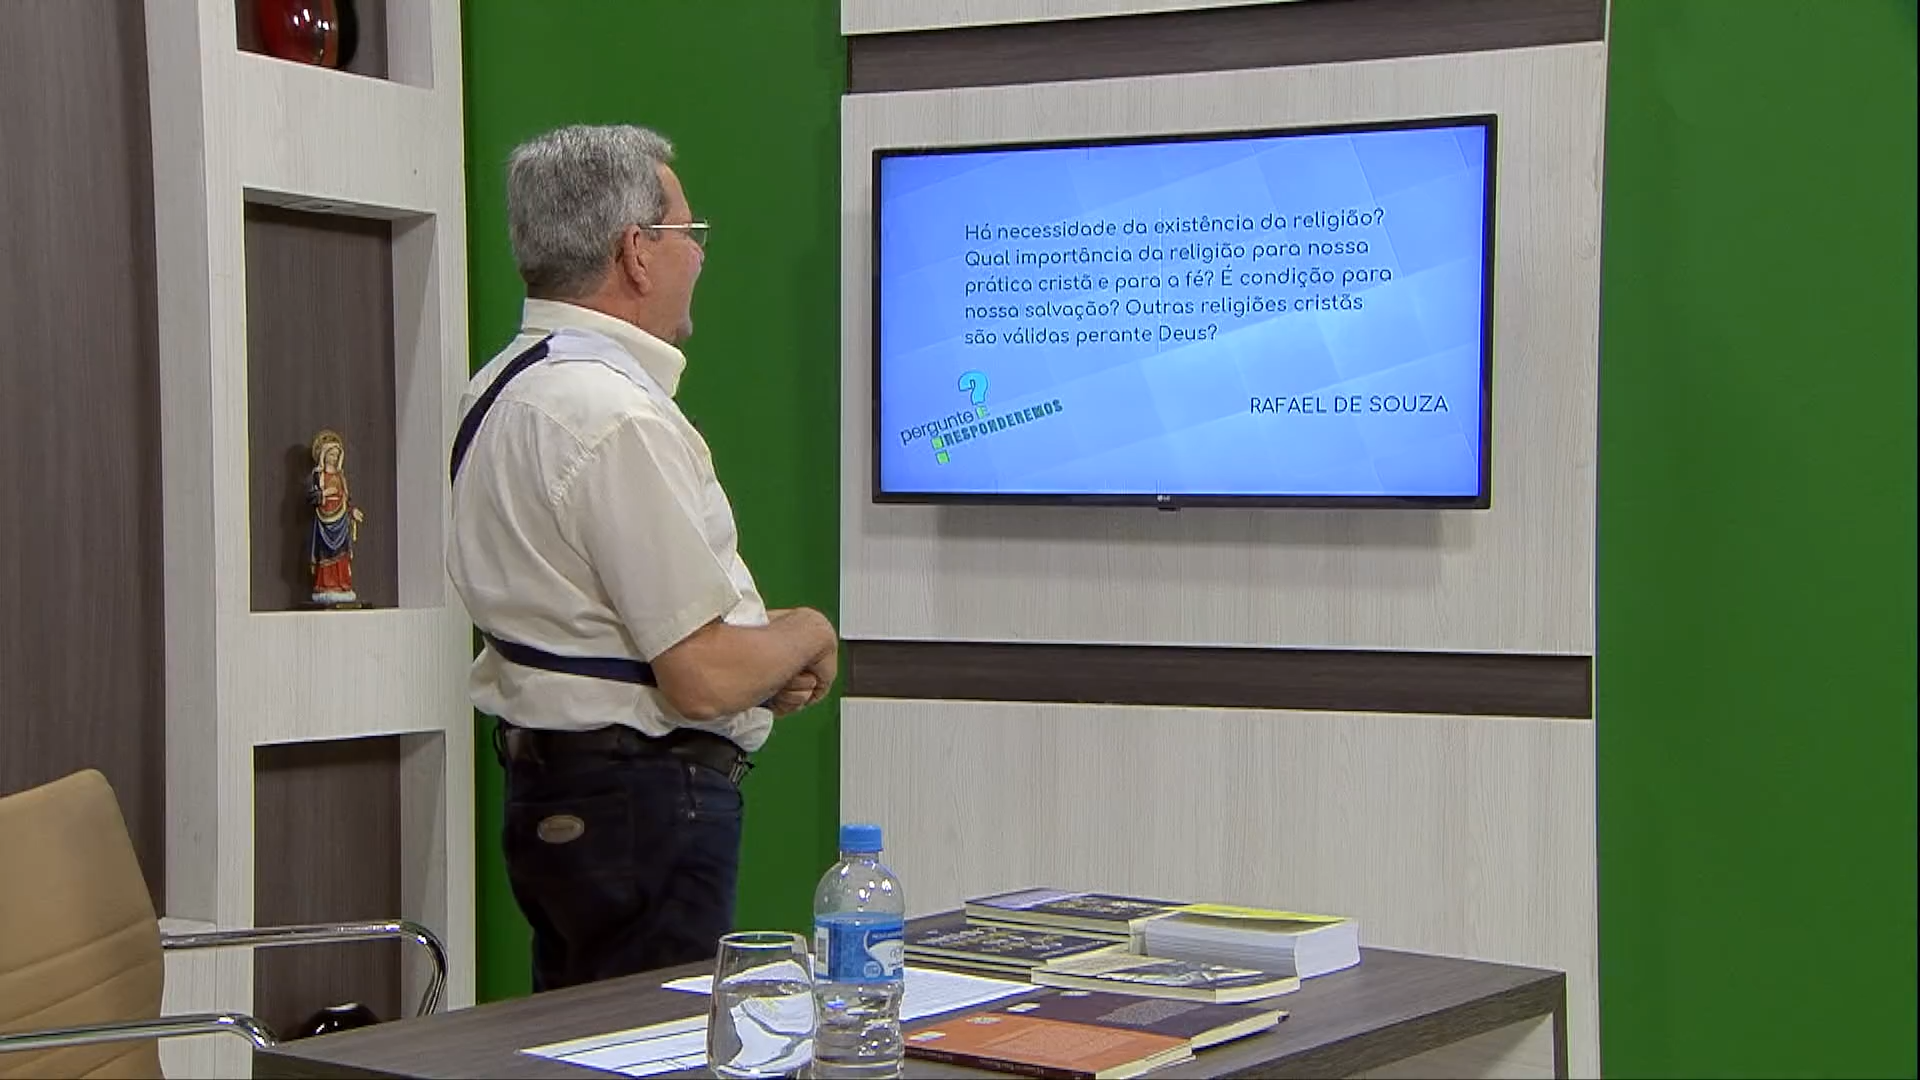 Há necessidade da existência da religião?
Qual importância da religião para nossa
prática cristã e para a fé? É condição para
nossa salvação? Outras religiões cristãs
são válidas perante Deus?
pergunte e
RESPONDEREMOS
RAFAEL DE SOUZA
LG